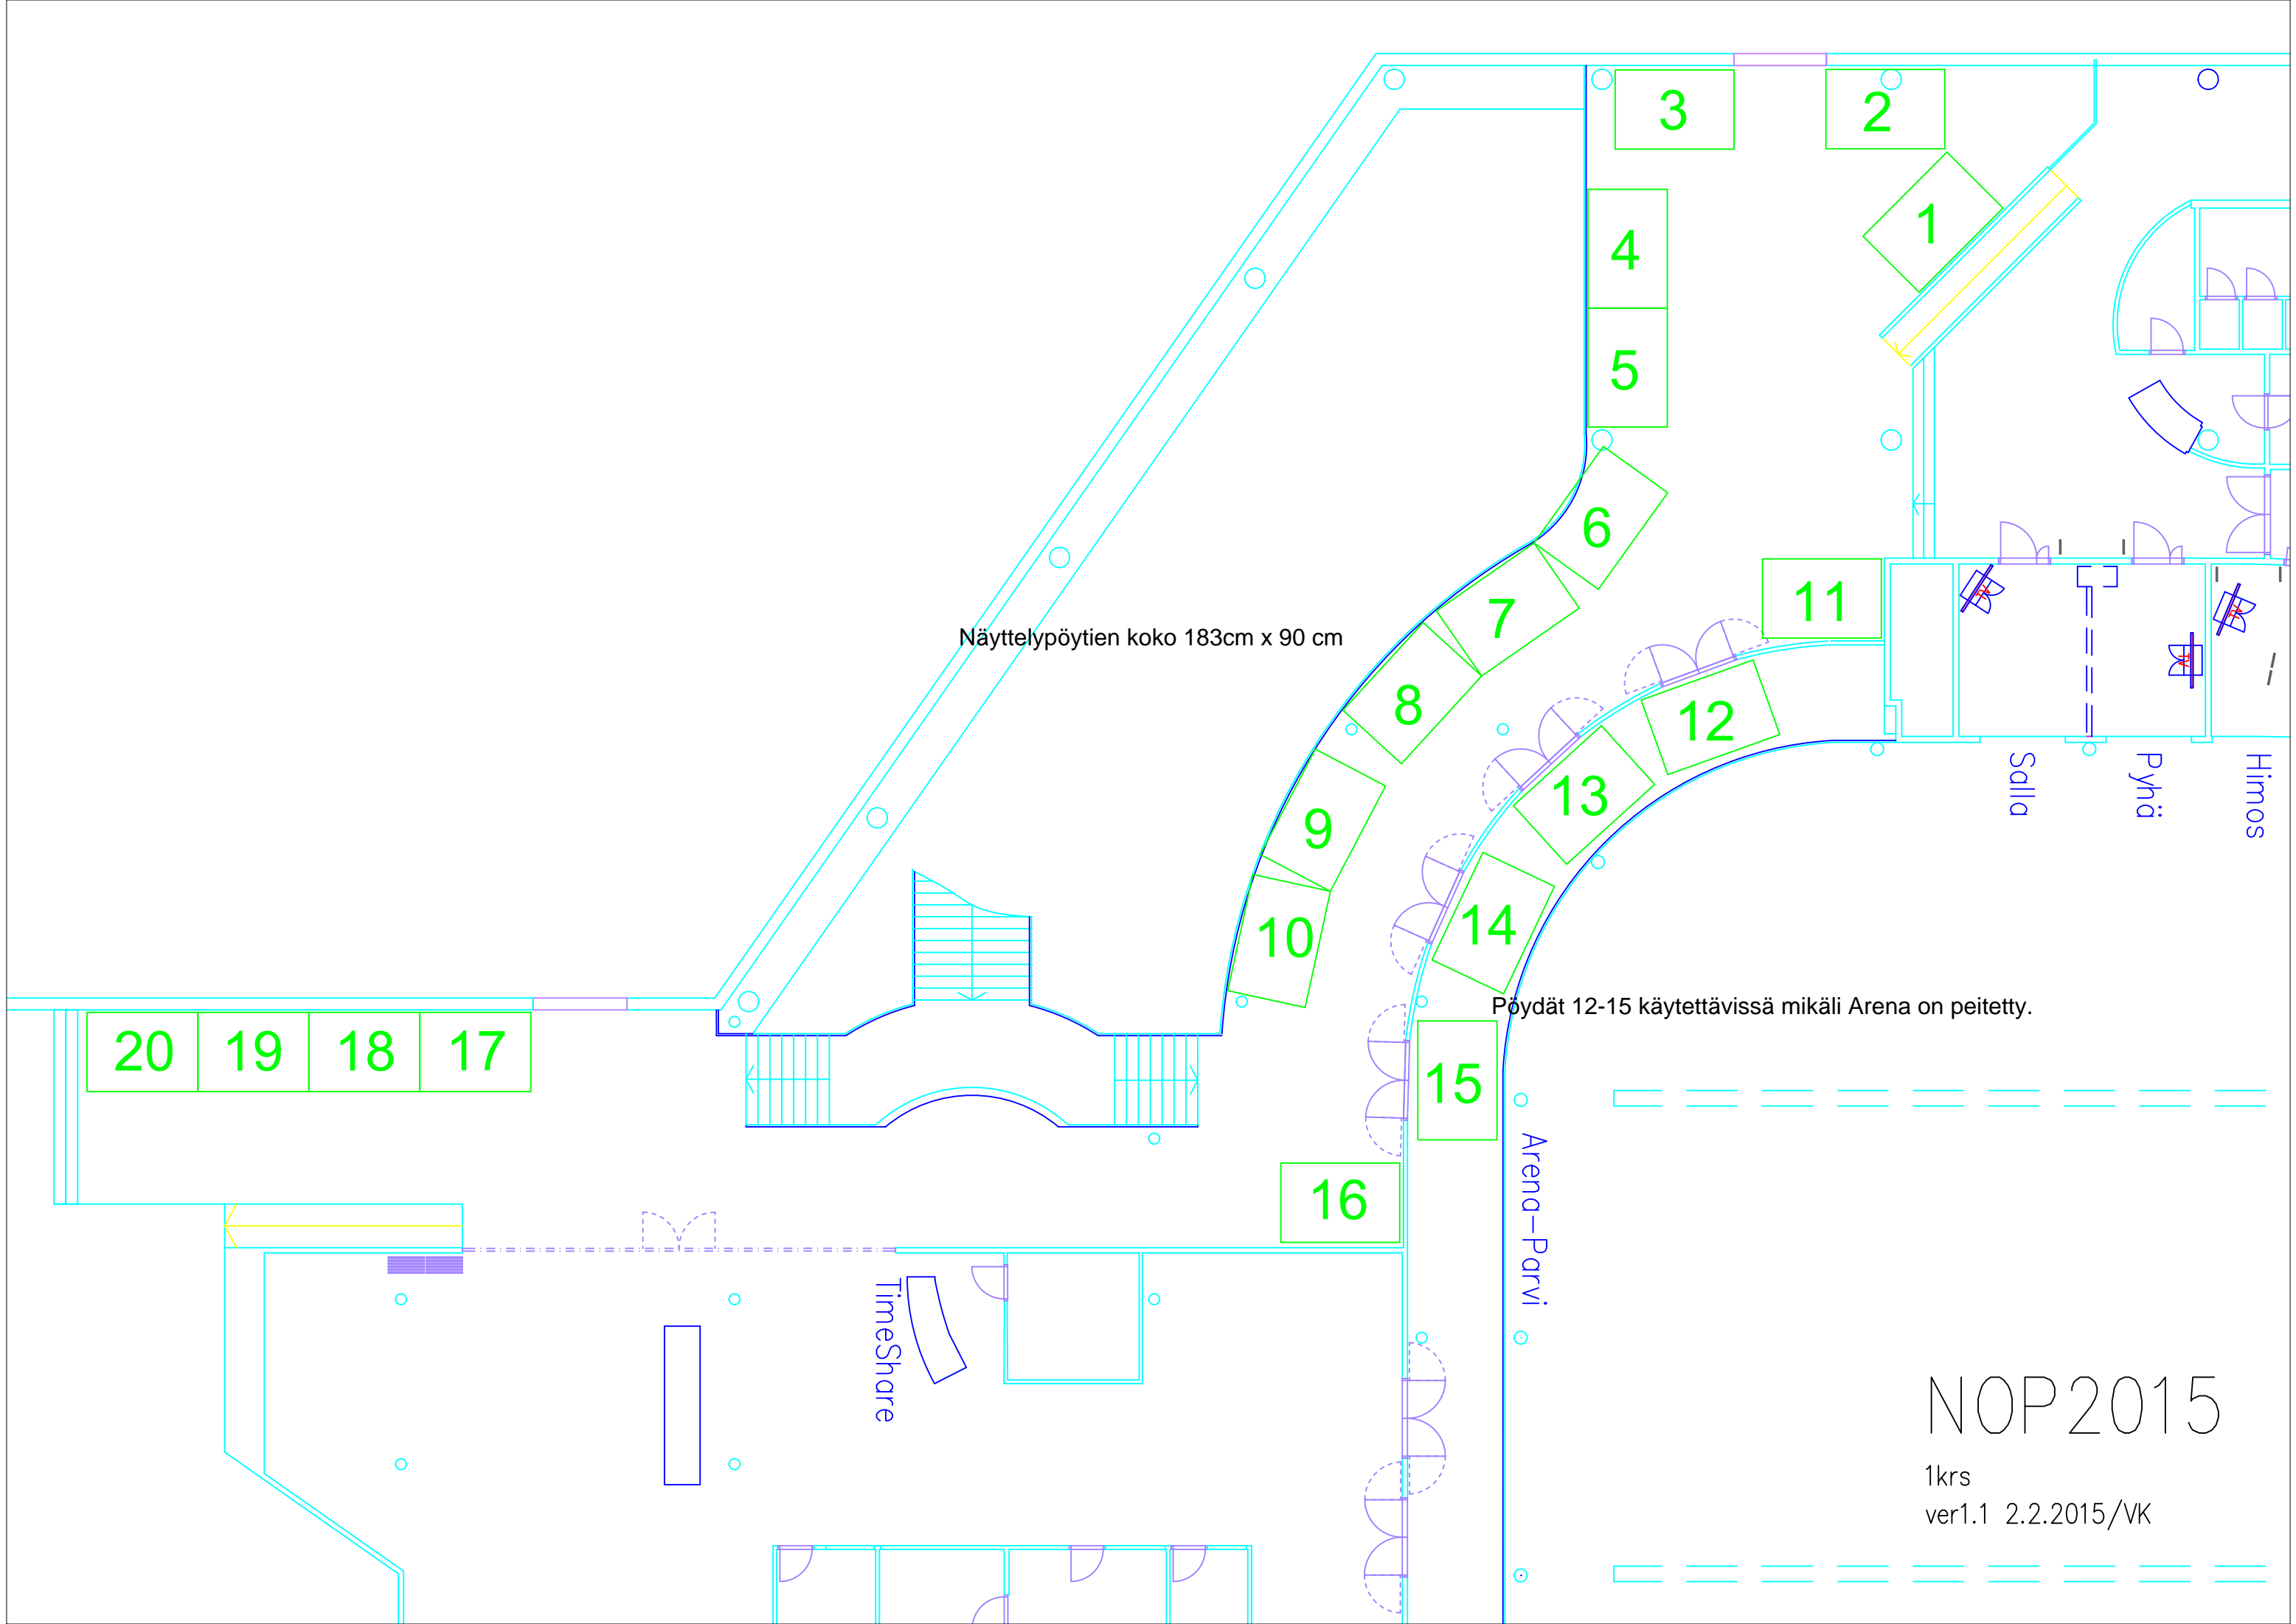 3
2
1
4
5
6
7
11
Näyttelypöytien koko 183cm x 90 cm
8
12
13
9
14
10
Salla
Pyhä
Himos
Pöydät 12-15 käytettävissä mikäli Arena on peitetty.
20
19
18
17
15
16
Arena-Parvi
TimeShare
NOP2015
1krs
ver1.1 2.2.2015/VK